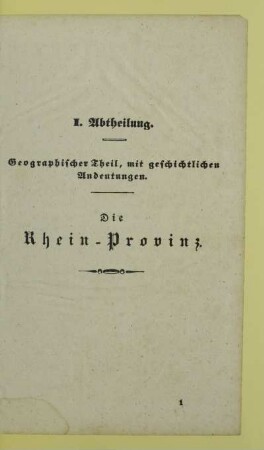 I. Abtheilung.
Geographischer Theil, mit geschichtlichen
Andeutungen.
Die
Rhein-Provinz
1